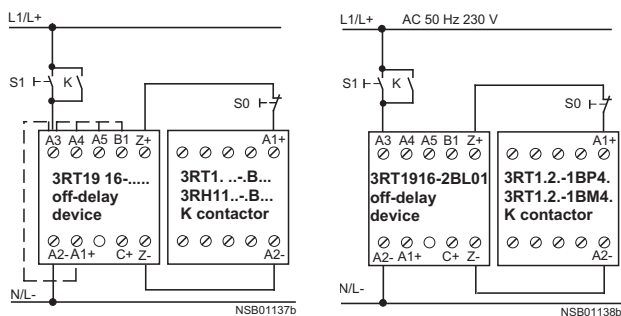 L1/L+
S1
K
S0
A3 A4 A5 B1 Z+
A1+
3RT19 16-.....
off-delay
device
3RT1. ..-.B...
3RH11..-.B...
K contactor
A2- A1+ C+ Z-
A2-
N/L-
NSB01137b
L1/L+ AC 50 Hz 230 V
S1
K
S0
A3 A4 A5 B1 Z+
A1+
3RT1916-2BL01
off-delay
device
3RT1.2.-1BP4.
3RT1.2.-1BM4.
K contactor
A2- A1+ C+ Z-
A2-
N/L-
NSB01138b